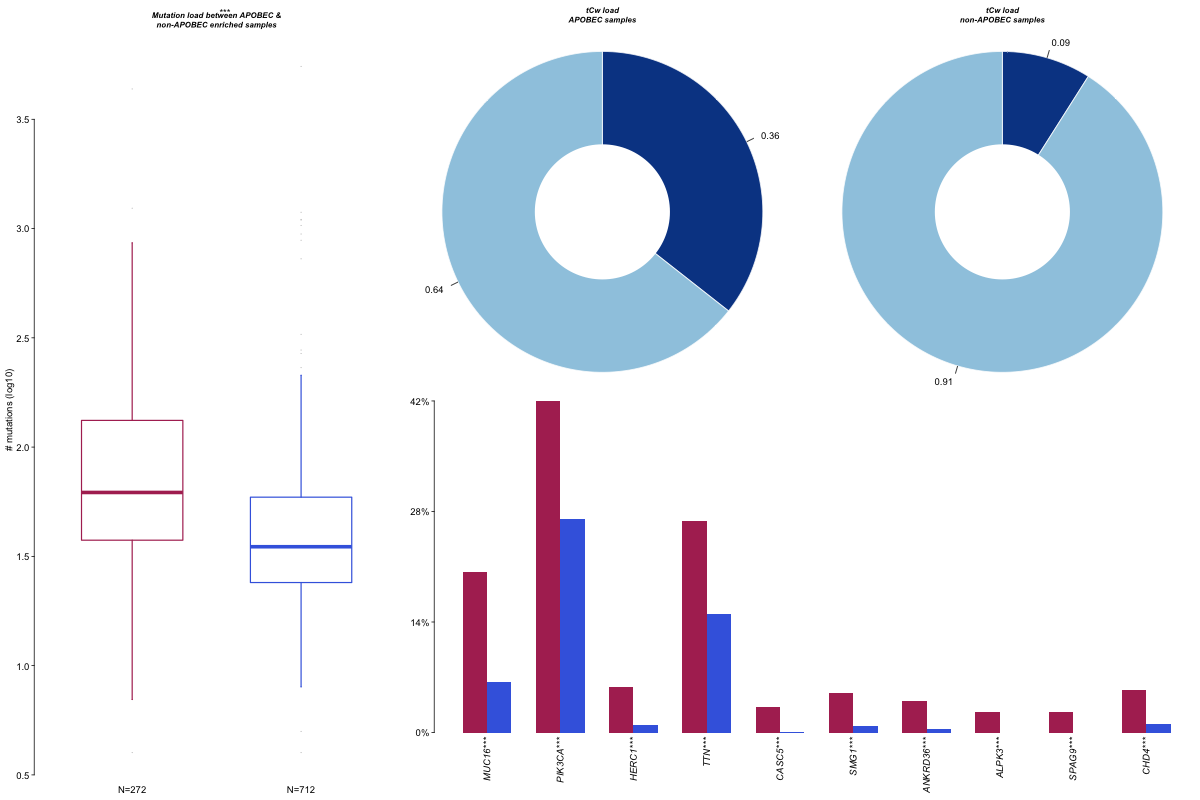 ***
Mutation load between APOBEC &
non-APOBEC enriched samples
# mutations (log10)
3.5
3.0
2.5
2.0
1.5
1.0
0.5
N=272
N=712
tCw load
APOBEC samples
0.36
0.64
tCw load
non-APOBEC samples
0.09
0.91
42%
28%
14%
0%
MUC16***
PIK3CA***
HERC1***
TTN***
CASC5***
SMG1***
ANKRD36***
ALPK3***
SPAG9***
CHD4***